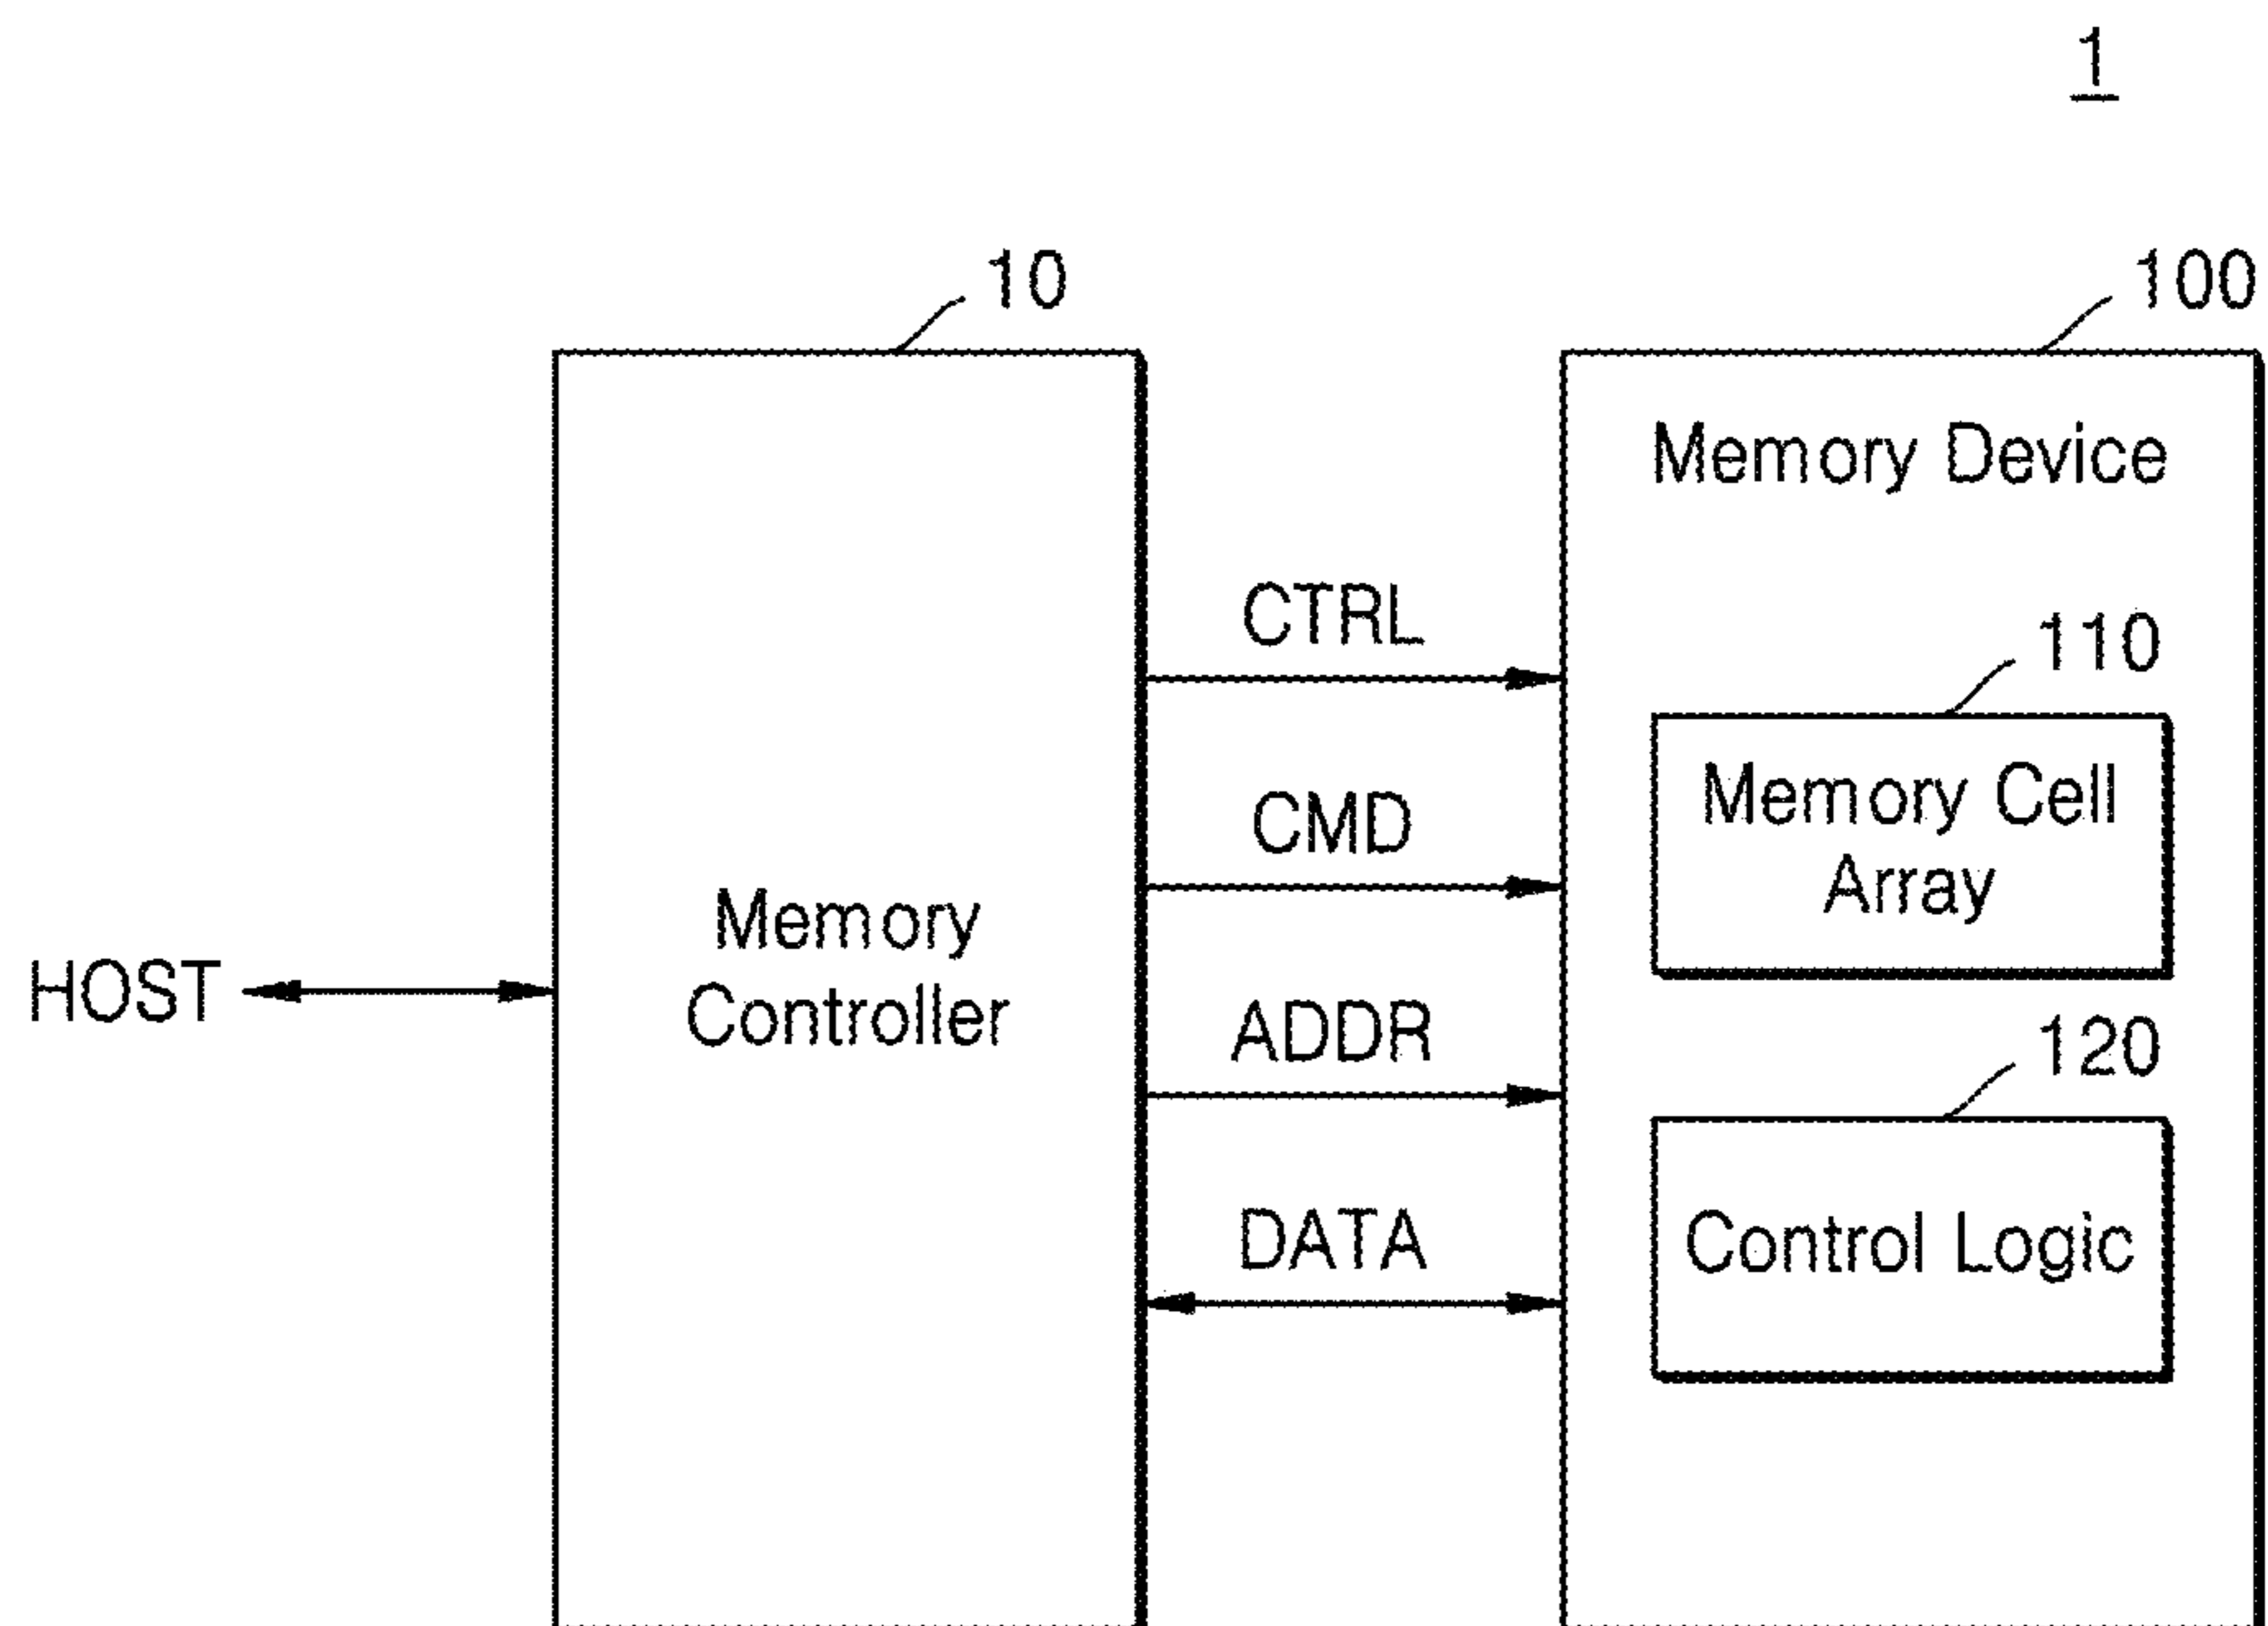 1
10
100
Memory Device
CTRL
110
Memory Cell
Array
CMD
Memory
Controller
HOST
ADDR
120
Control Logic
DATA